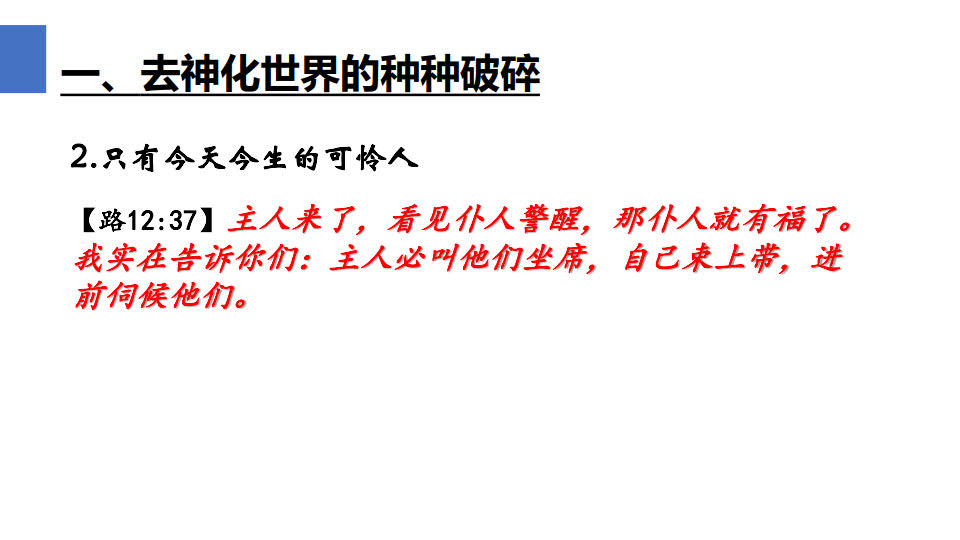 一、去神化世界的种种破碎
2.只有今天今生的可怜人
【路12:37】主人来了，看见仆人警醒，那仆人就有福了。
我实在告诉你们：主人必叫他们坐席，自己束上带，进
前伺候他们。